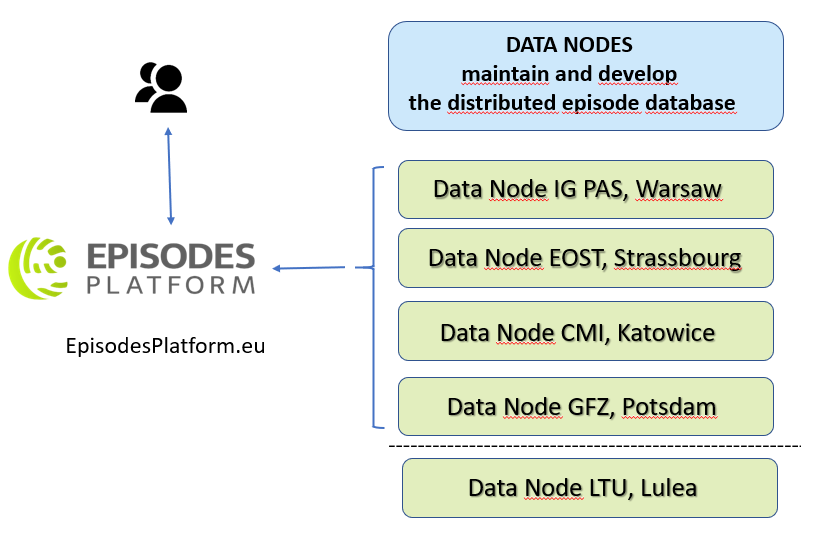 DATA NODES
maintain and develop
the distributed episode database
Data Node IG PAS, Warsaw
Data Node EOST, Strassbourg
EPISODES
PLATFORM
EpisodesPlatform.eu
Data Node CMI, Katowice
Data Node GFZ, Potsdam
Data Node LTU, Lulea